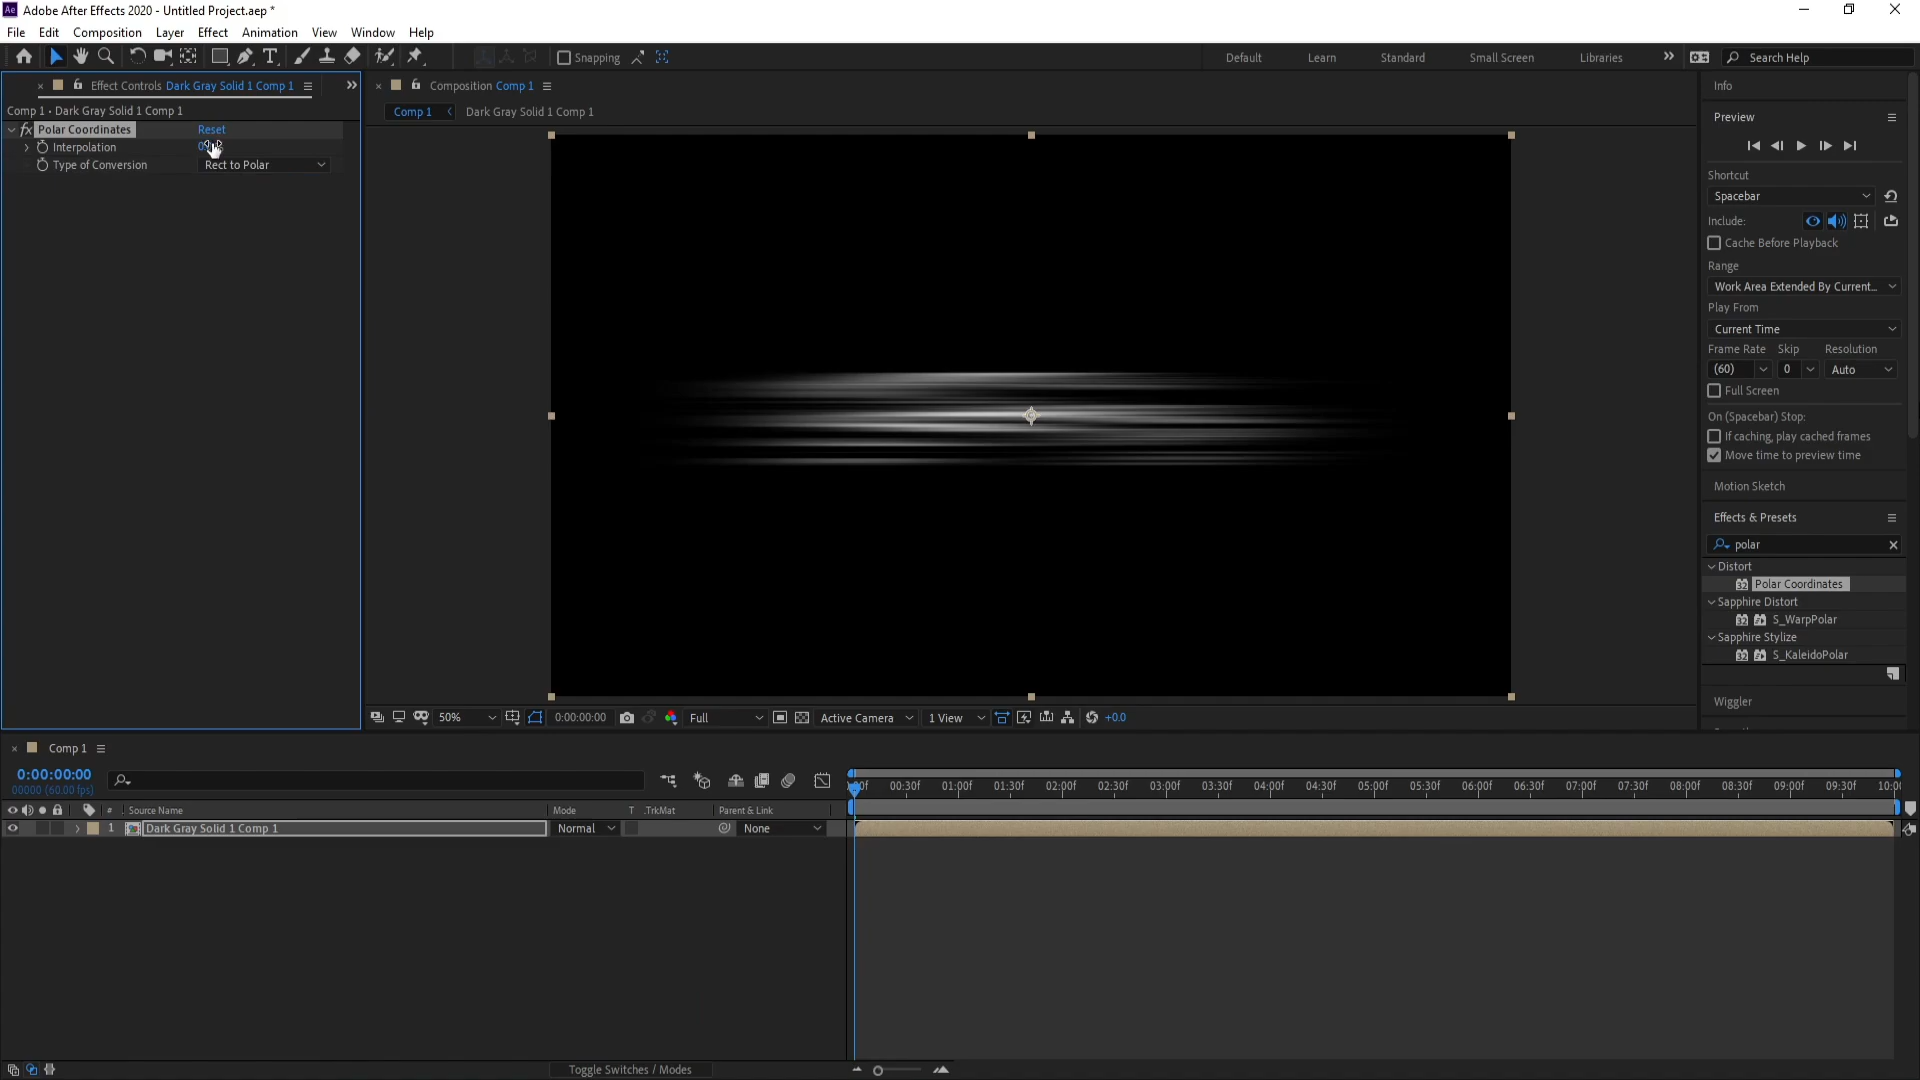 Adobe After Effects 2020 - Untitled Project.aep *
File Edit Composition Layer Effect Animation View Window Help
Snapping Default Learn Standard Small Screen Libraries Search Help
Effect Controls Dark Gray Solid 1 Comp 1
Comp 1 • Dark Gray Solid 1 Comp 1
fx Polar Coordinates Reset
Interpolation
Type of Conversion Rect to Polar
Composition Comp 1
Comp 1 Dark Gray Solid 1 Comp 1
50% 0:00:00:00 Full Active Camera 1 View +0.0
Info
Preview
Shortcut
Spacebar
Include:
Cache Before Playback
Range
Work Area Extended By Current...
Play From
Current Time
Frame Rate Skip Resolution
(60) 0 Auto
Full Screen
On (Spacebar) Stop:
If caching, play cached frames
Move time to preview time
Motion Sketch
Effects & Presets
polar
Distort
32 Polar Coordinates
Sapphire Distort
32 S_WarpPolar
Sapphire Stylize
32 S_KaleidoPolar
Wiggler
Comp 1
0:00:00:00
00000 (60.00 fps)
# Source Name Mode T .TrkMat Parent & Link
1 Dark Gray Solid 1 Comp 1 Normal None
00:30f 01:00f 01:30f 02:00f 02:30f 03:00f 03:30f 04:00f 04:30f 05:00f 05:30f 06:00f 06:30f 07:00f 07:30f 08:00f 08:30f 09:00f 09:30f
Toggle Switches / Modes